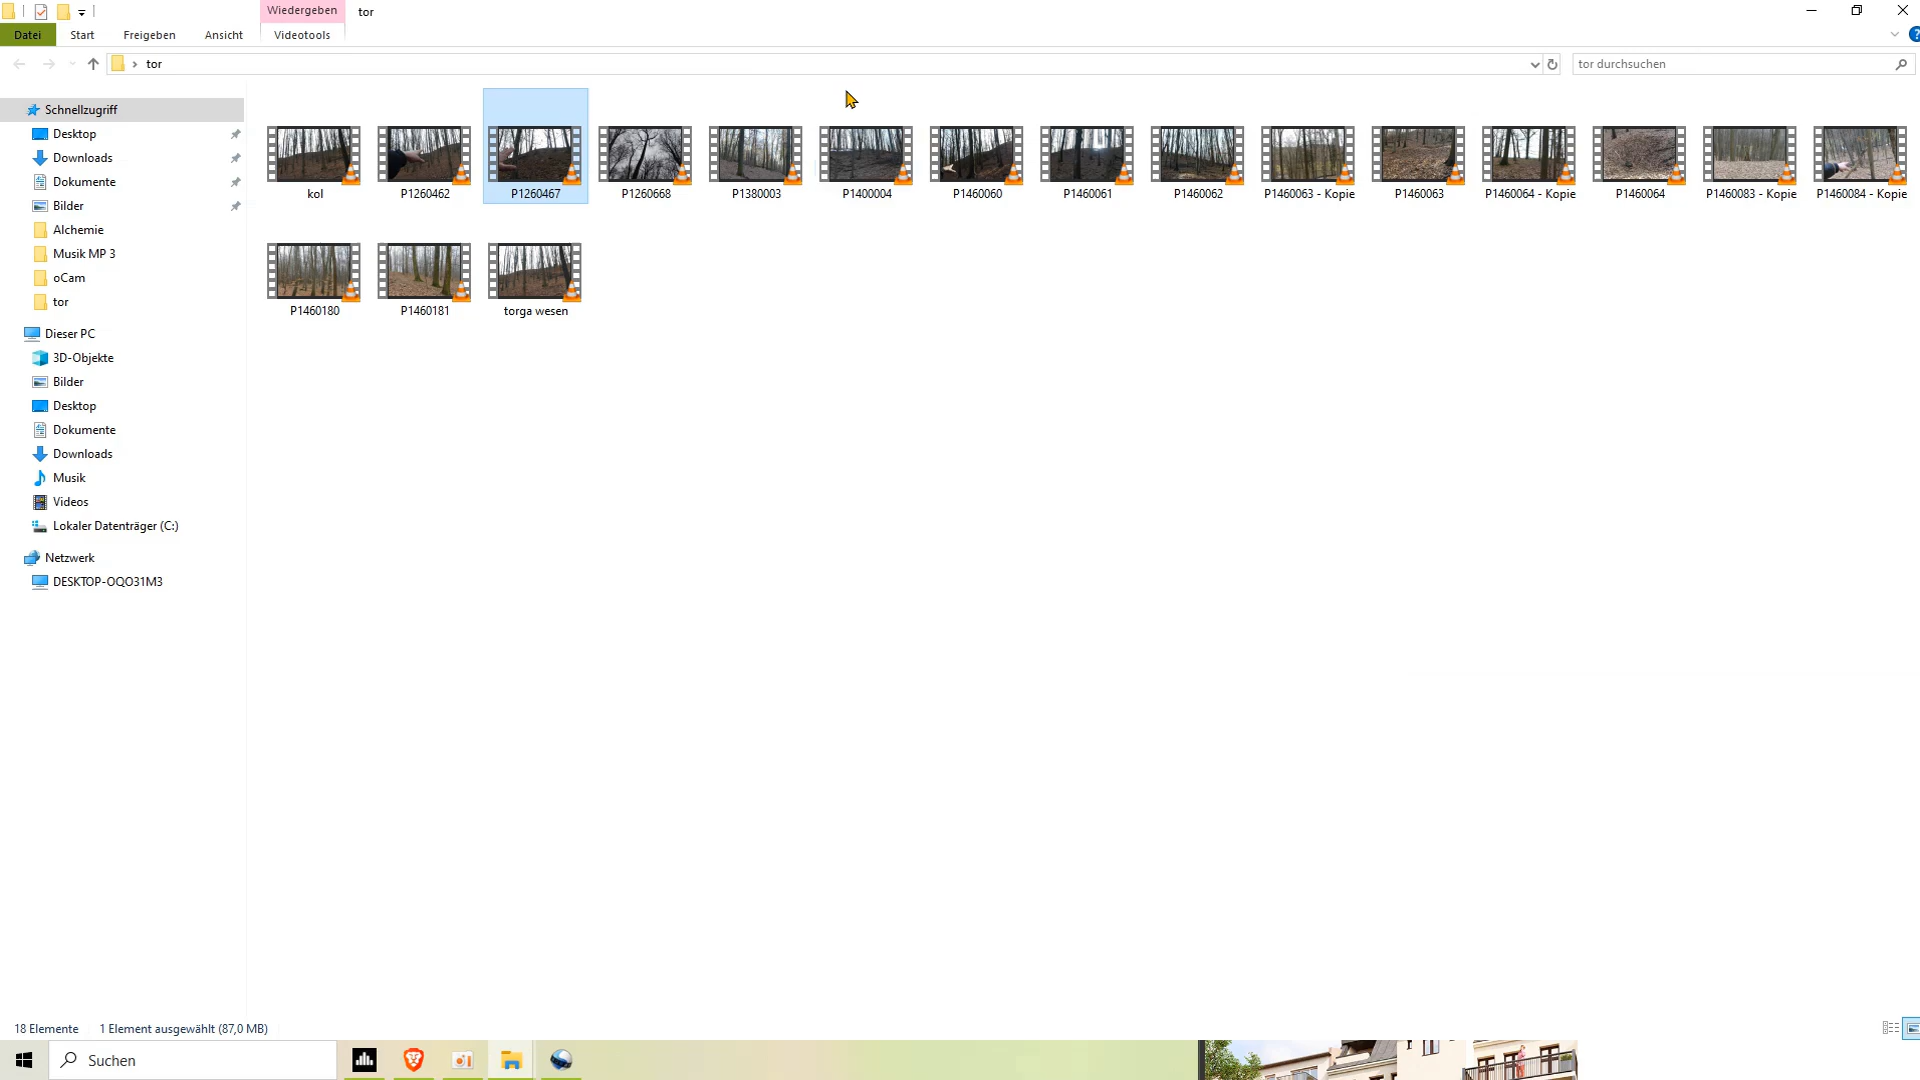 Wiedergeben
tor
Datei
Start
Freigeben
Ansicht
Videotools
tor
tor durchsuchen
Schnellzugriff
Desktop
Downloads
Dokumente
Bilder
Alchemie
Musik MP 3
oCam
tor
Dieser PC
3D-Objekte
Bilder
Desktop
Dokumente
Downloads
Musik
Videos
Lokaler Datenträger (C:)
Netzwerk
DESKTOP-OQO31M3
kol
P1260462
P1260467
P1260668
P1380003
P1400004
P1460060
P1460061
P1460062
P1460063 - Kopie
P1460063
P1460064 - Kopie
P1460064
P1460083 - Kopie
P1460084 - Kopie
P1460180
P1460181
torga wesen
18 Elemente
1 Element ausgewählt (87,0 MB)
Suchen